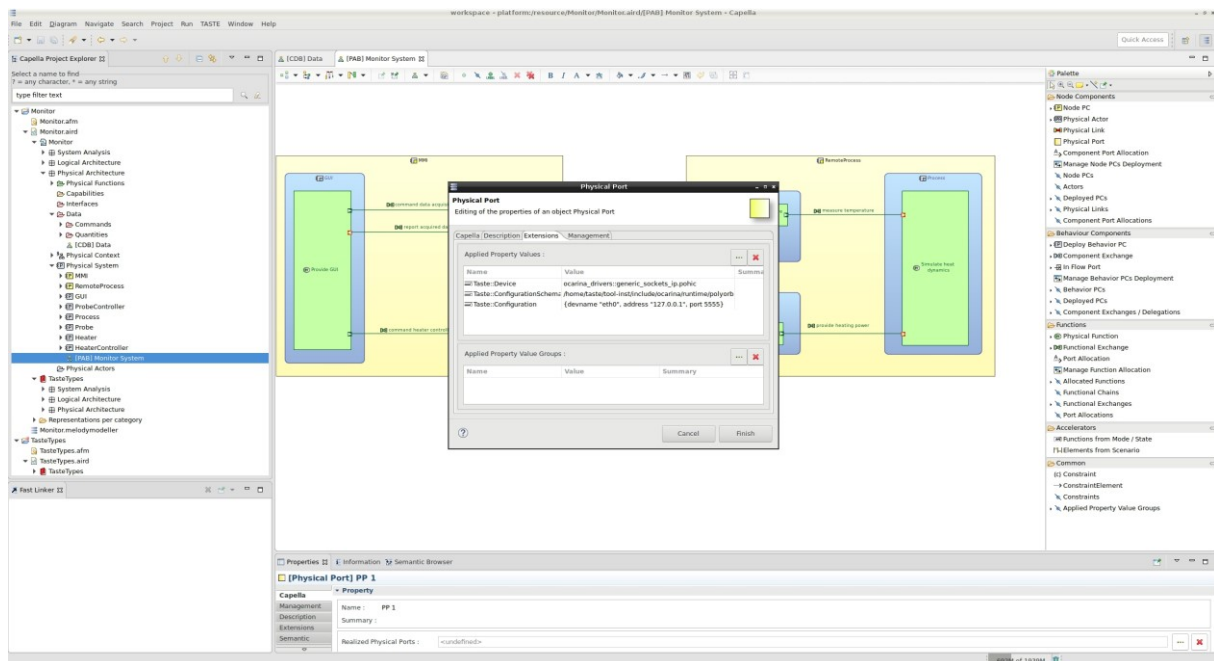 workspace - platform:/resource/Monitor/Monitor.aird/[PAB] Monitor System - Capella
File Edit Diagram Navigate Search Project Run TASTE Window Help
Quick Access
Capella Project Explorer
Select a name to find
? = any character, * = any string
type filter text
Monitor
Monitor.afm
Monitor.aird
Monitor
System Analysis
Logical Architecture
Physical Architecture
Physical Functions
Capabilities
Interfaces
Data
Commands
Quantities
[CDB] Data
Physical Context
Physical System
MMI
RemoteProcess
GUI
ProbeController
Process
Probe
Heater
HeaterController
[PAB] Monitor System
Physical Actors
TasteTypes
System Analysis
Logical Architecture
Physical Architecture
Representations per category
Monitor.melodymodeller
TasteTypes
TasteTypes.afm
TasteTypes.aird
TasteTypes
Fast Linker
[CDB] Data
[PAB] Monitor System
MMI
GUI
Provide GUI
command data acquis
report acquired da
command heater controll
RemoteProcess
Process
measure temperature
Simulate heat
dynamics
provide heating power
Physical Port
Physical Port
Editing of the properties of an object Physical Port
Capella Description Extensions Management
Applied Property Values :
Name Value Summa
Taste::Device ocarina_drivers::generic_sockets_ip.pohic
Taste::ConfigurationSchema /home/taste/tool-inst/include/ocarina/runtime/polyorb
Taste::Configuration {devname "eth0", address "127.0.0.1", port 5555}
Applied Property Value Groups :
Name Value Summary
Cancel Finish
Palette
Node Components
Node PC
Physical Actor
Physical Link
Physical Port
Component Port Allocation
Manage Node PCs Deployment
Node PCs
Actors
Deployed PCs
Physical Links
Component Port Allocations
Behaviour Components
Deploy Behavior PC
Component Exchange
In Flow Port
Manage Behavior PCs Deployment
Behavior PCs
Deployed PCs
Component Exchanges / Delegations
Functions
Physical Function
Functional Exchange
Port Allocation
Manage Function Allocation
Allocated Functions
Functional Chains
Functional Exchanges
Port Allocations
Accelerators
Functions from Mode / State
Elements from Scenario
Common
Constraint
ConstraintElement
Constraints
Applied Property Value Groups
Properties Information Semantic Browser
[Physical Port] PP 1
Capella
Management
Description
Extensions
Semantic
Property
Name : PP 1
Summary :
Realized Physical Ports : <undefined>